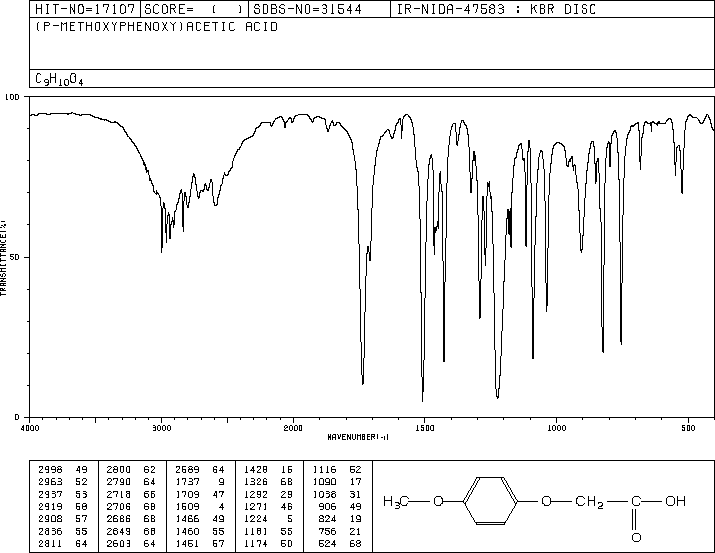 HIT-NO=17107 SCORE= ( ) SDBS-NO=31544 IR-NIDA-47583 : KBR DISC
(P-METHOXYPHENOXY)ACETIC ACID
C9H10O4
100
TRANSMITTANCE(%)
50
0
4000 3000 2000 1500 1000 500
WAVENUMBER(-1)
2998 49 2800 62 2589 64 1428 16 1116 52
2963 52 2790 64 1737 9 1326 68 1090 17
2937 53 2718 66 1709 47 1292 29 1038 31
2919 58 2706 68 1509 4 1271 46 906 49
2908 57 2686 68 1466 49 1224 5 824 19
2836 55 2649 68 1460 55 1181 55 756 21
2811 64 2603 64 1451 57 1174 50 524 68
H3C O O CH2 C OH
O